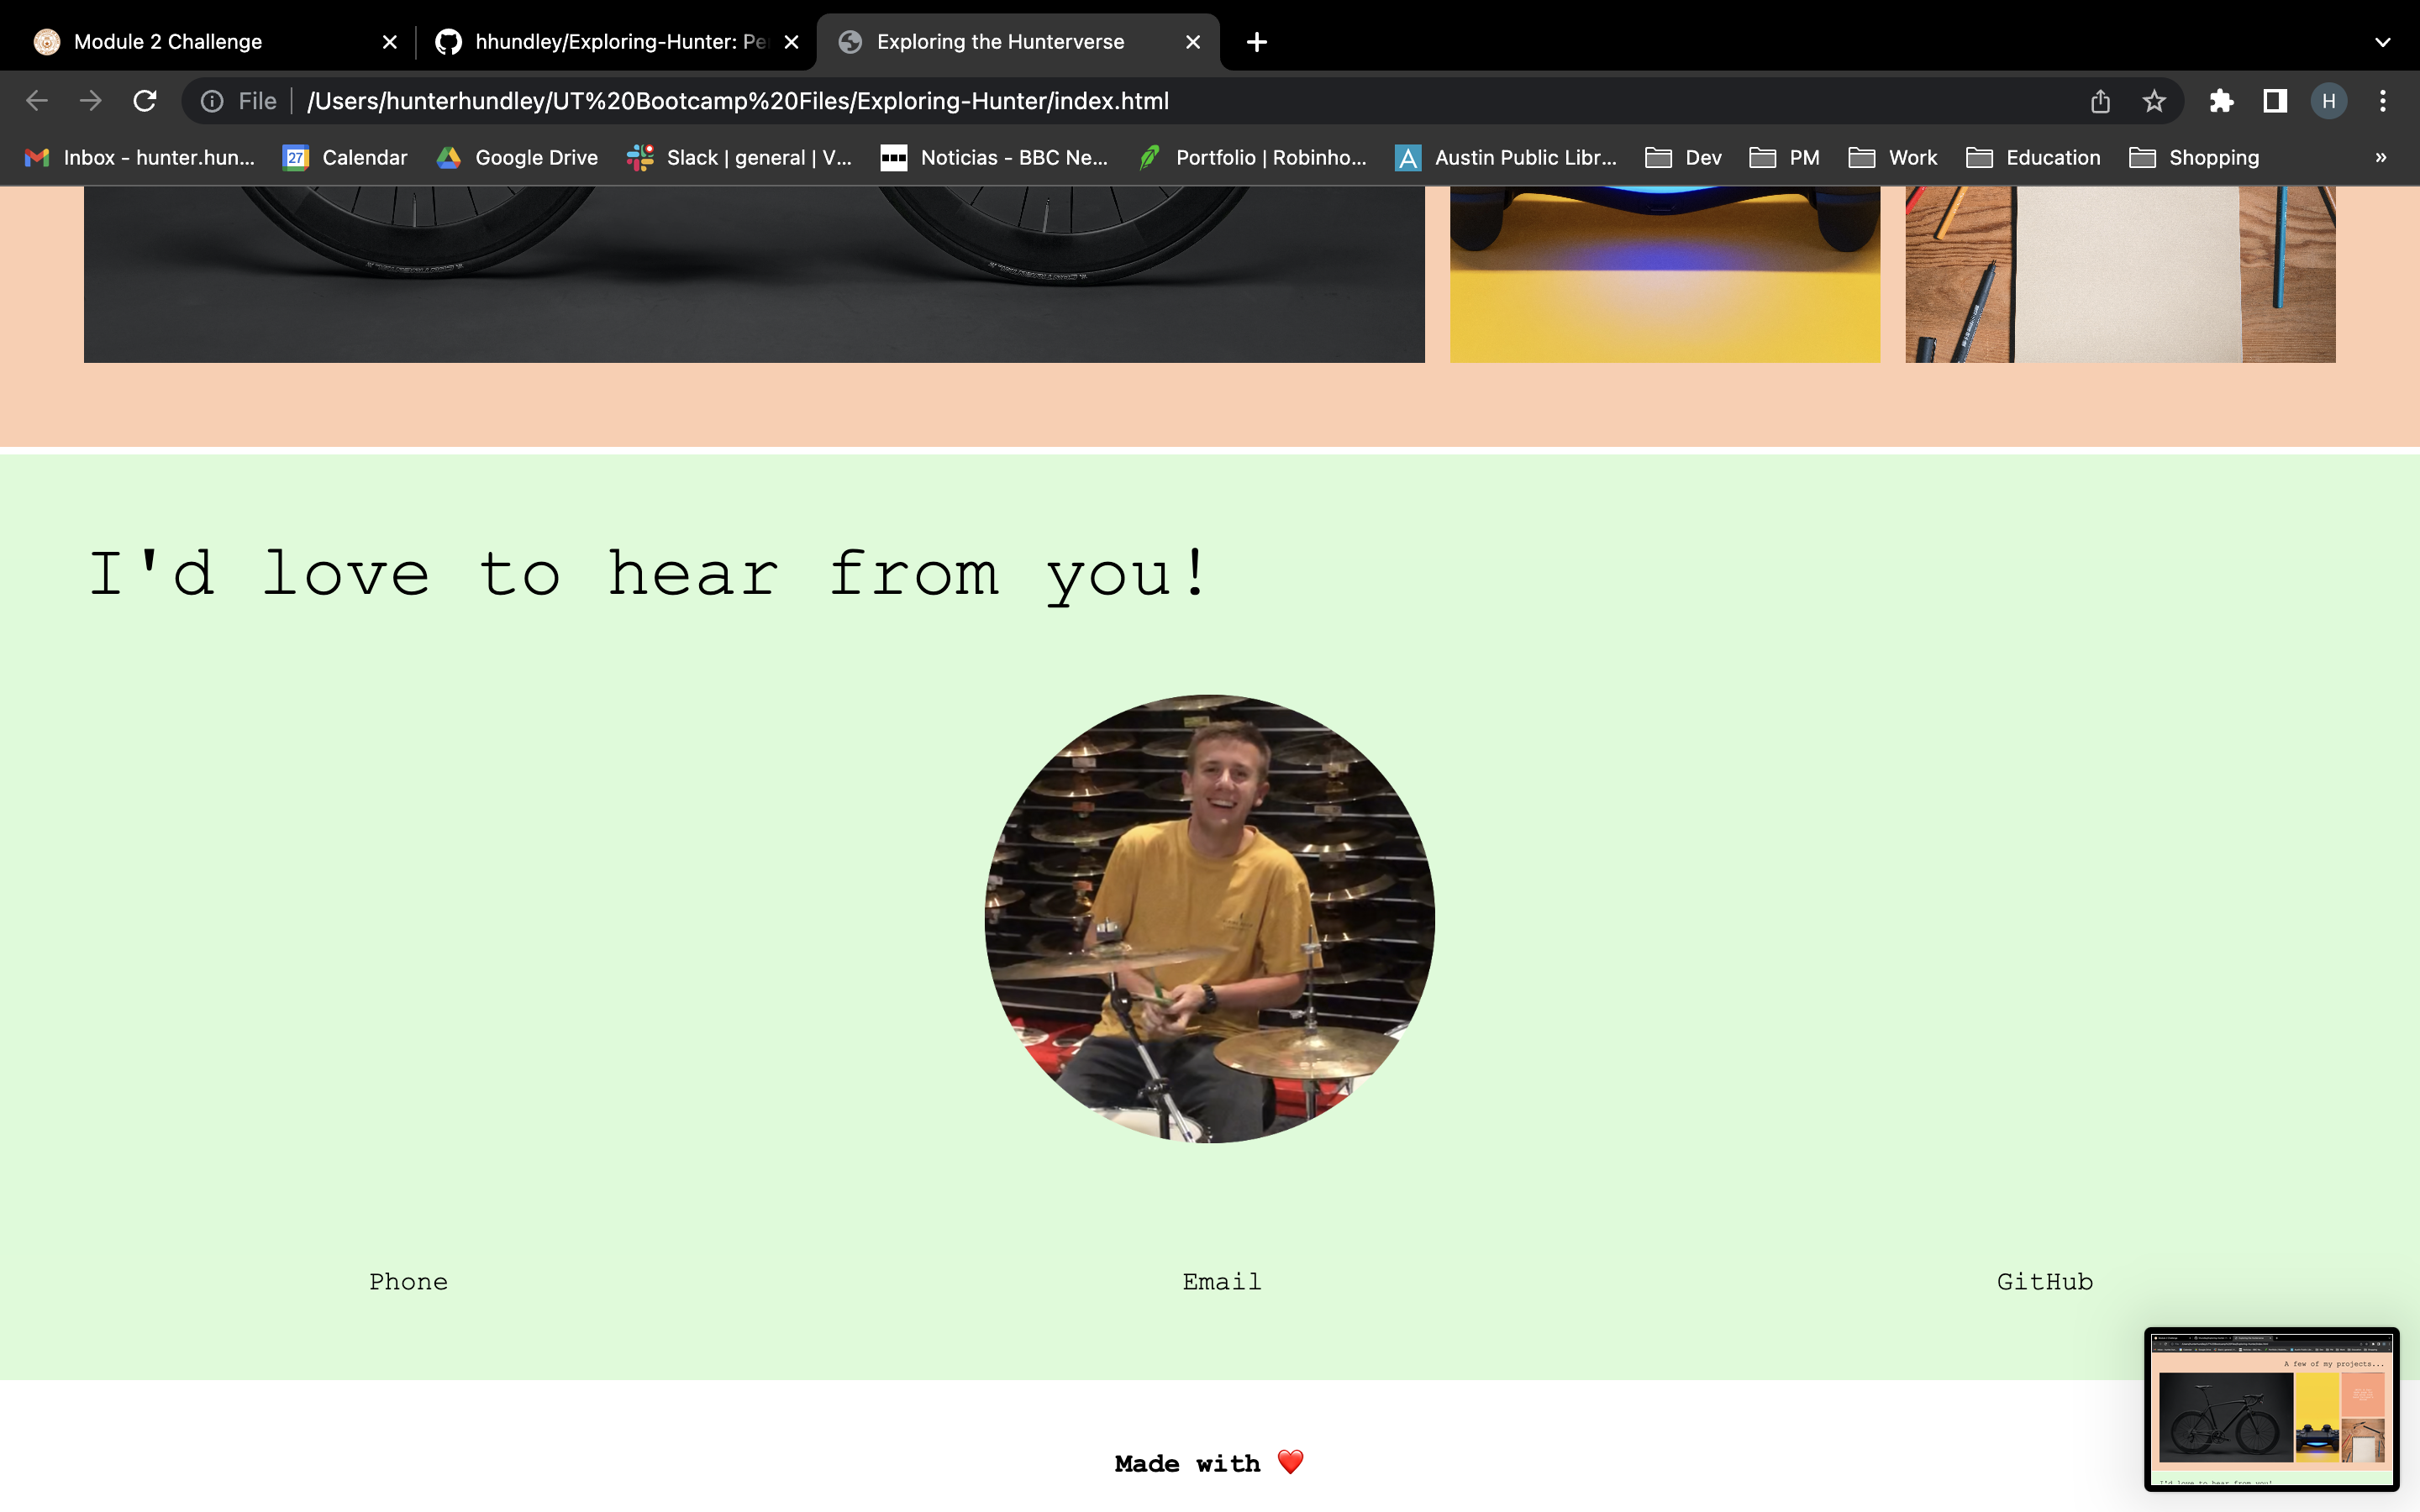 Module 2 Challenge
hhundley/Exploring-Hunter: Pe
Exploring the Hunterverse
File
/Users/hunterhundley/UT%20Bootcamp%20Files/Exploring-Hunter/index.html
H
Inbox - hunter.hun...
27
Calendar
Google Drive
Slack | general | V...
Noticias - BBC Ne...
Portfolio | Robinho...
A
Austin Public Libr...
Dev
PM
Work
Education
Shopping
»
I'd love to hear from you!
Phone
Email
GitHub
A few of my projects...
I'd love to hear from you!
Made with ❤️